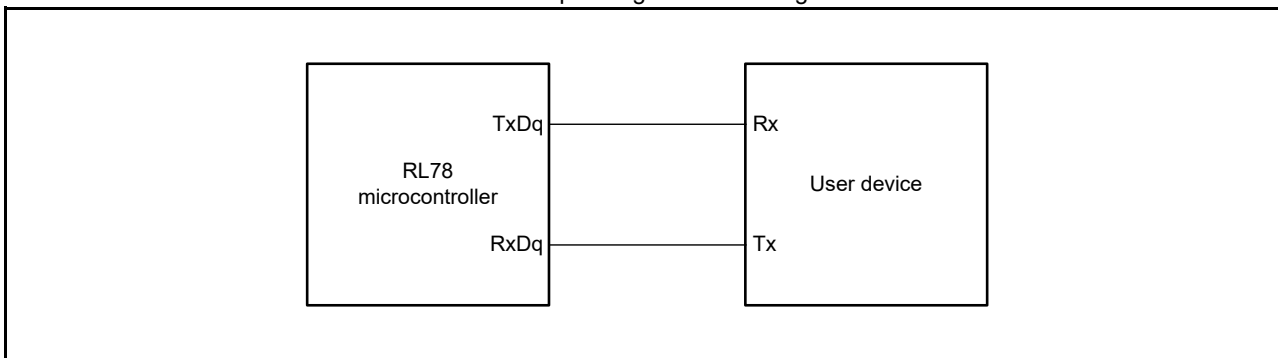 TxDq
Rx
RL78
microcontroller
User device
RxDq
Tx